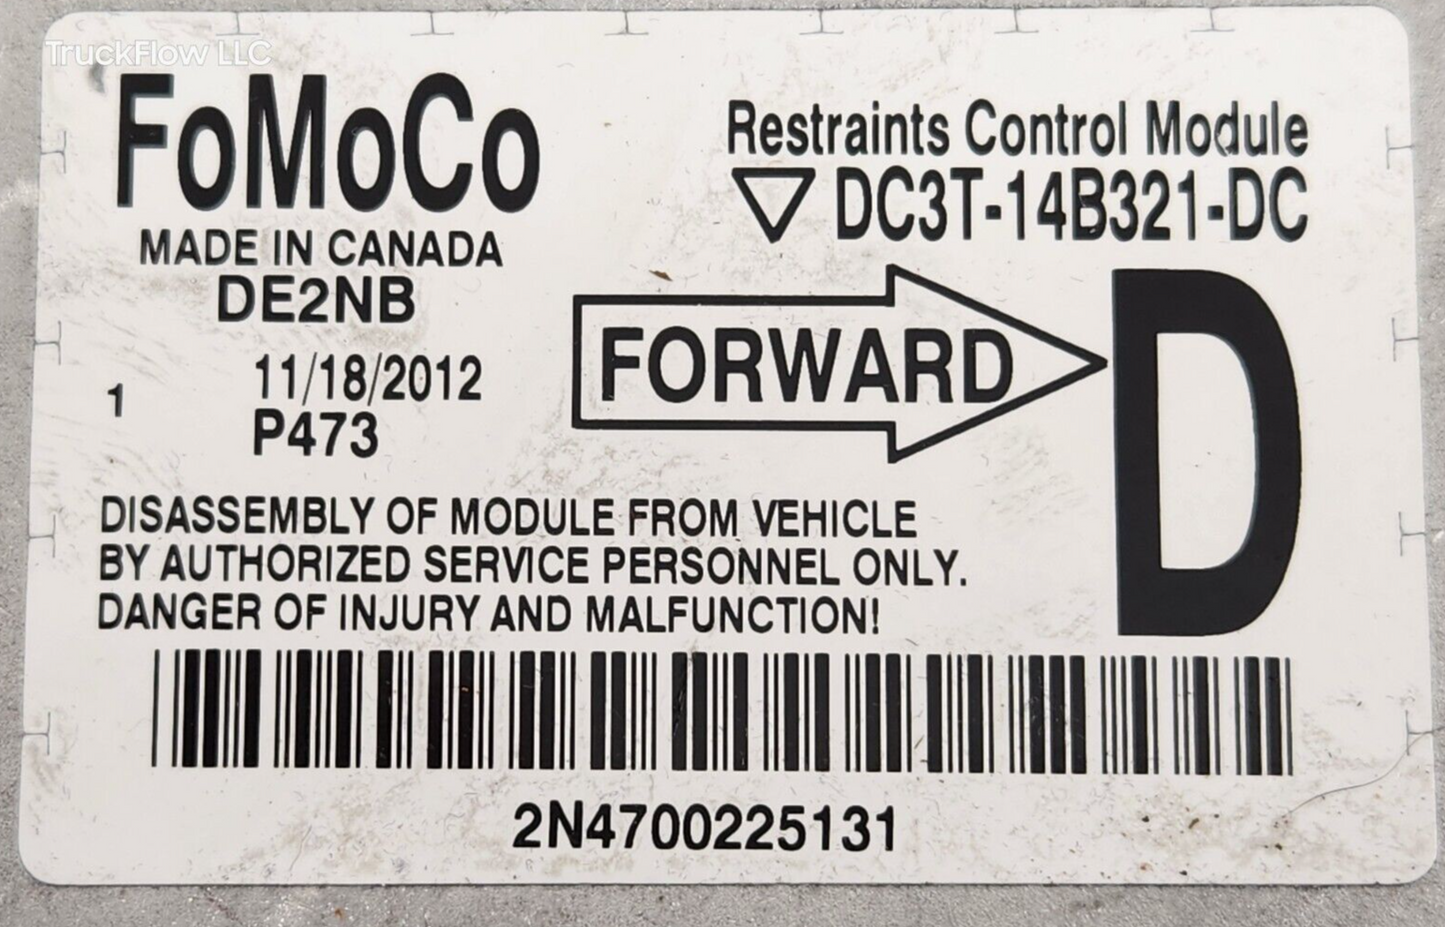 TruckFlow LLC
FoMoCo
MADE IN CANADA
DE2NB
11/18/2012
1
P473
Restraints Control Module
DC3T-14B321-DC
FORWARD
D
DISASSEMBLY OF MODULE FROM VEHICLE
BY AUTHORIZED SERVICE PERSONNEL ONLY.
DANGER OF INJURY AND MALFUNCTION!
2N4700225131